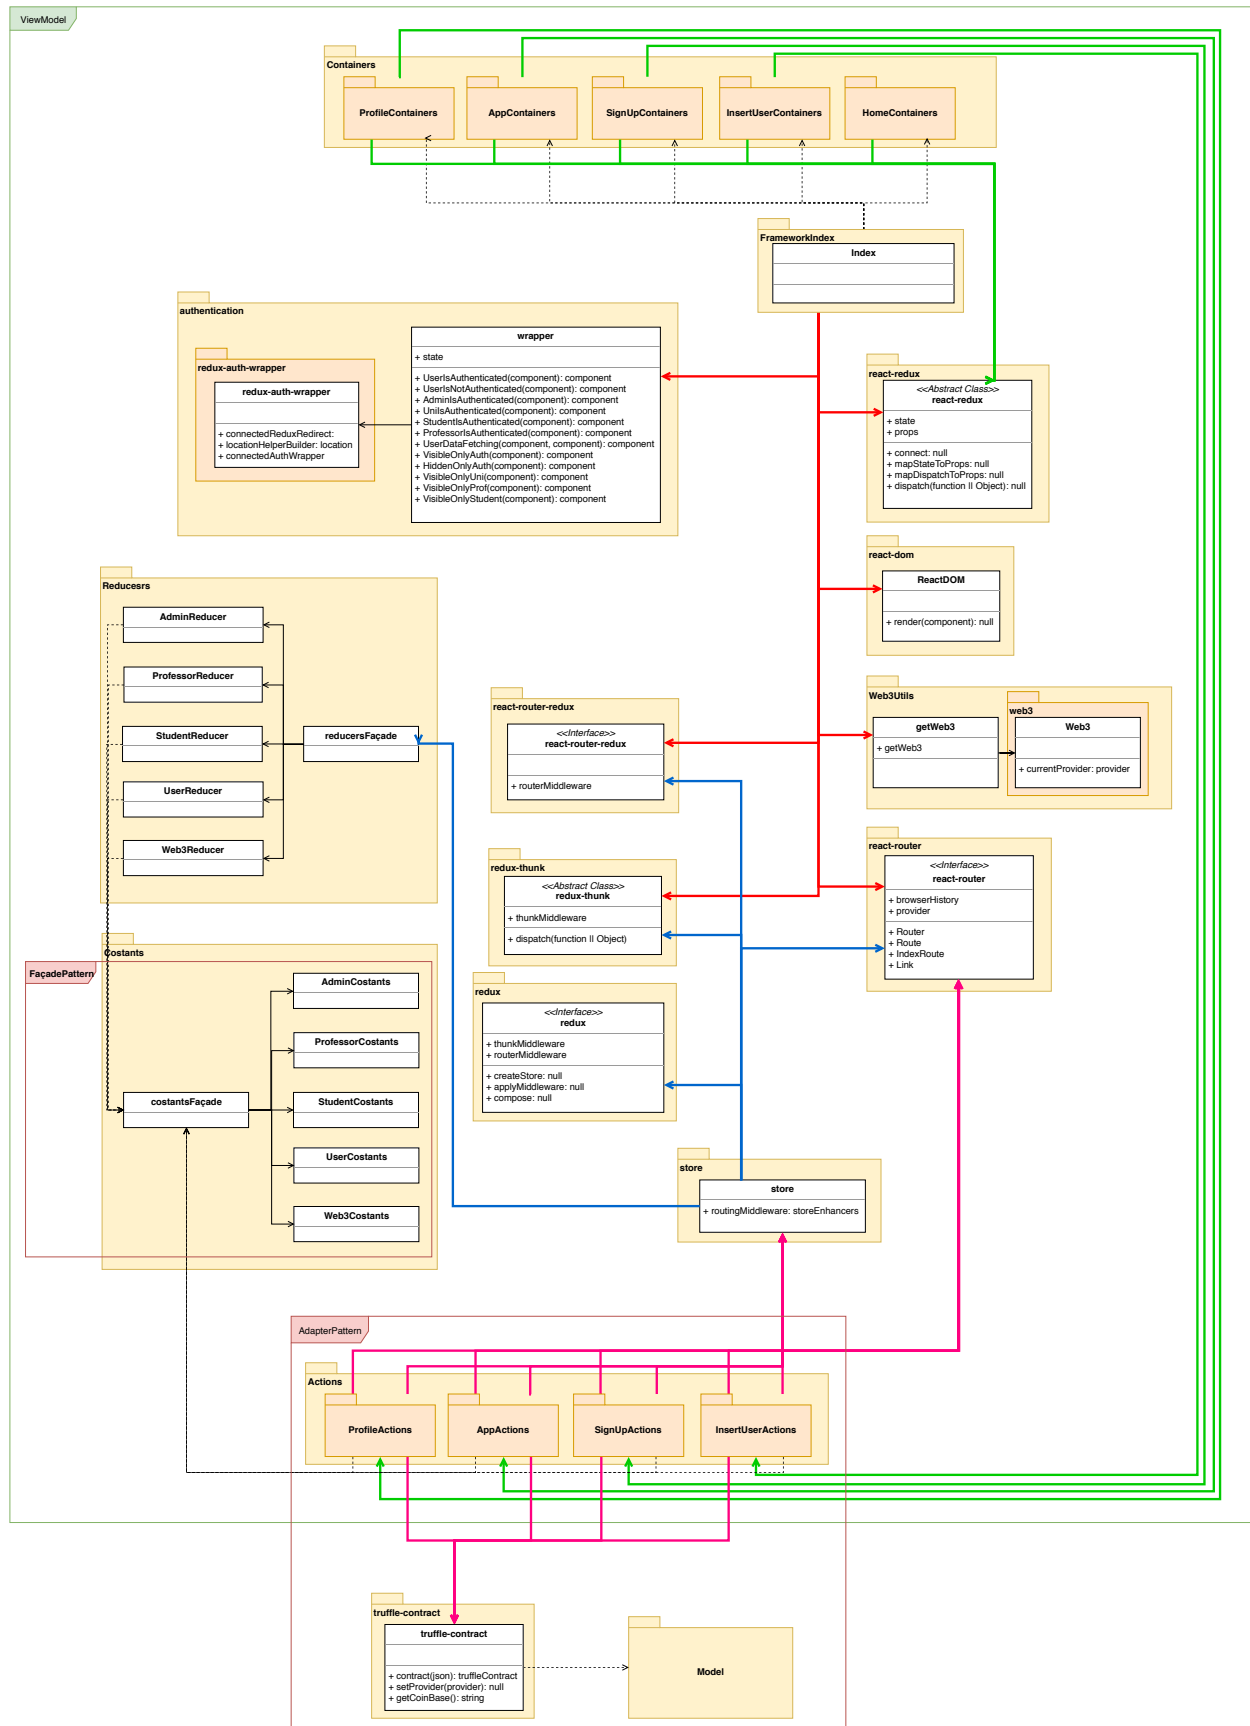 ViewModel
Containers
ProfileContainers
AppContainers
SignUpContainers
InsertUserContainers
HomeContainers
FrameworkIndex
Index
authentication
redux-auth-wrapper
redux-auth-wrapper
+ connectedReduxRedirect:
+ locationHelperBuilder: location
+ connectedAuthWrapper
wrapper
+ state
+ UserIsAuthenticated(component): component
+ UserIsNotAuthenticated(component): component
+ AdminIsAuthenticated(component): component
+ UniIsAuthenticated(component): component
+ StudentIsAuthenticated(component): component
+ ProfessorIsAuthenticated(component): component
+ UserDataFetching(component, component): component
+ VisibleOnlyAuth(component): component
+ HiddenOnlyAuth(component): component
+ VisibleOnlyUni(component): component
+ VisibleOnlyProf(component): component
+ VisibleOnlyStudent(component): component
react-redux
<<Abstract Class>>
react-redux
+ state
+ props
+ connect: null
+ mapStateToProps: null
+ mapDispatchToProps: null
+ dispatch(function || Object): null
react-dom
ReactDOM
+ render(component): null
Reducesrs
AdminReducer
ProfessorReducer
StudentReducer
UserReducer
Web3Reducer
reducersFaçade
react-router-redux
<<Interface>>
react-router-redux
+ routerMiddleware
Web3Utils
getWeb3
+ getWeb3
web3
Web3
+ currentProvider: provider
redux-thunk
<<Abstract Class>>
redux-thunk
+ thunkMiddleware
+ dispatch(function || Object)
react-router
<<Interface>>
react-router
+ browserHistory
+ provider
+ Router
+ Route
+ IndexRoute
+ Link
Costants
FaçadePattern
AdminCostants
ProfessorCostants
costantsFaçade
StudentCostants
UserCostants
Web3Costants
redux
<<Interface>>
redux
+ thunkMiddleware
+ routerMiddleware
+ createStore: null
+ applyMiddleware: null
+ compose: null
store
store
+ routingMiddleware: storeEnhancers
AdapterPattern
Actions
ProfileActions
AppActions
SignUpActions
InsertUserActions
truffle-contract
truffle-contract
+ contract(json): truffleContract
+ setProvider(provider): null
+ getCoinBase(): string
Model